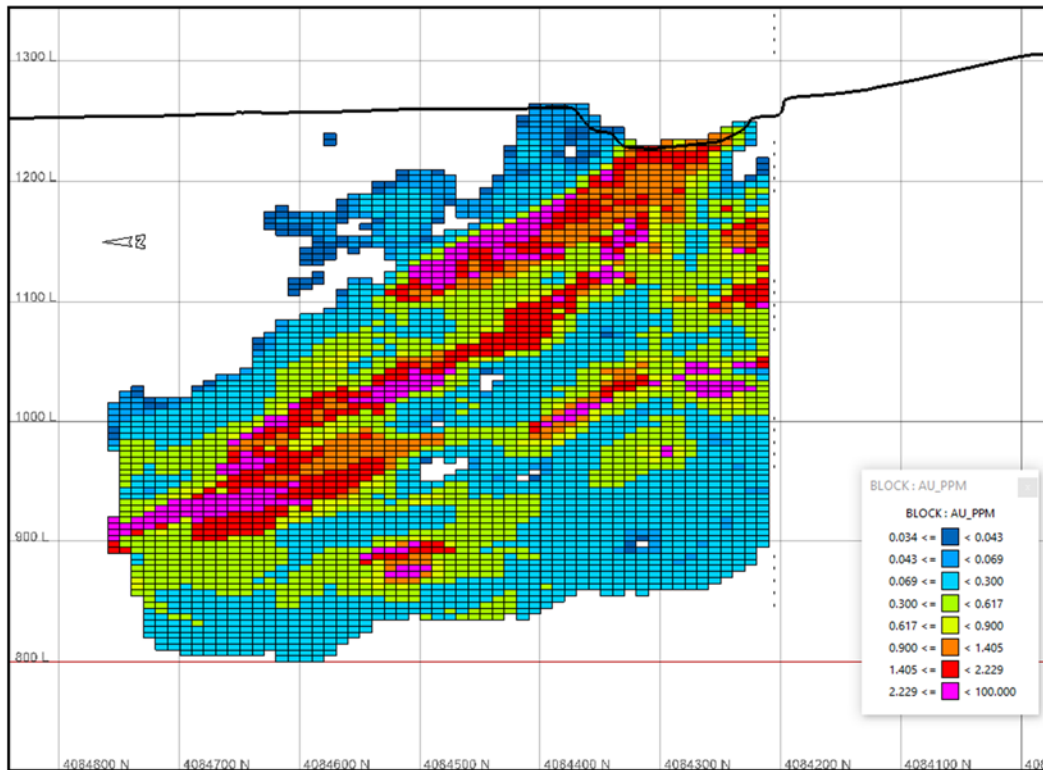 1300 L
1200 L
N
1100 L
1000 L
900 L
800 L
4084800 N
4084700 N
4084600 N
4084500 N
4084400 N
4084300 N
4084200 N
4084100 N
BLOCK : AU_PPM
BLOCK : AU_PPM
0.034 <= < 0.043
0.043 <= < 0.069
0.069 <= < 0.300
0.300 <= < 0.617
0.617 <= < 0.900
0.900 <= < 1.405
1.405 <= < 2.229
2.229 <= < 100.000